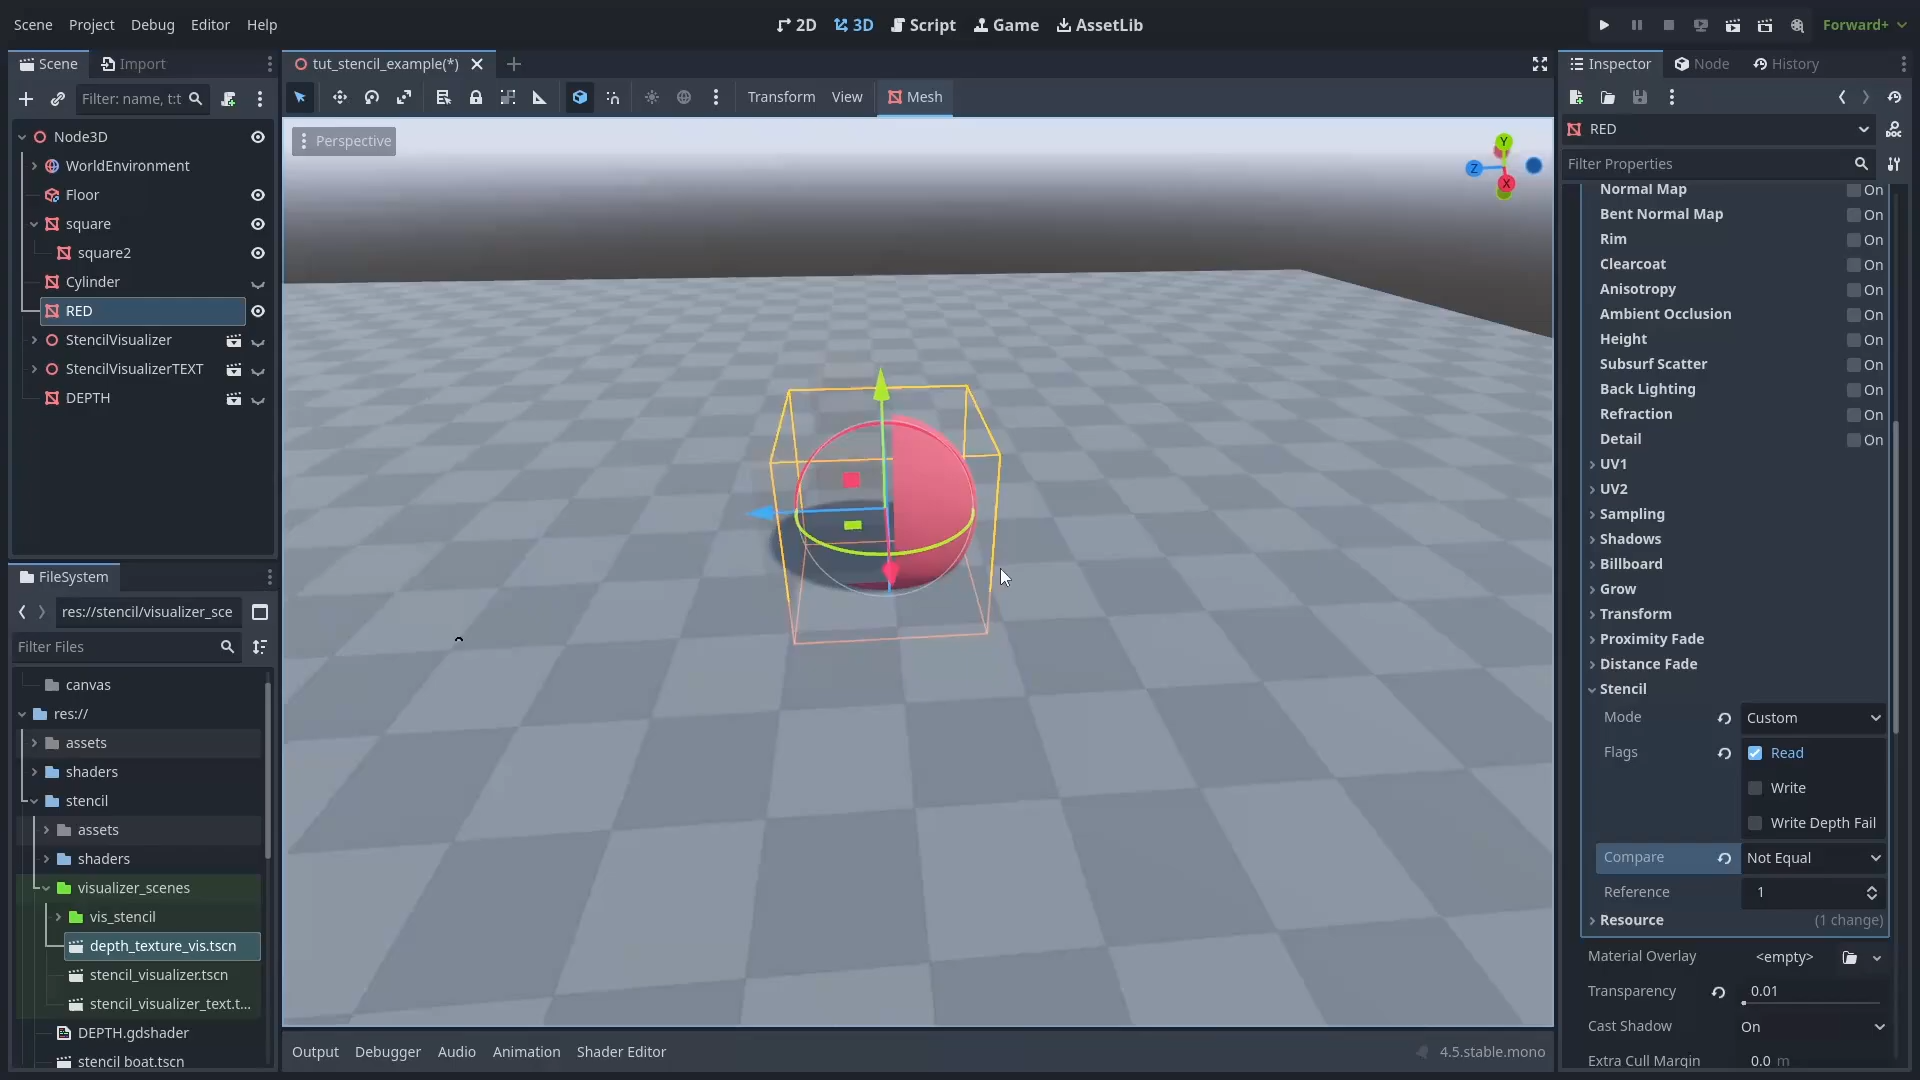 Scene Project Debug Editor Help
2D 3D Script Game AssetLib
Forward+
Scene Import
Filter: name, t:t
Node3D
WorldEnvironment
Floor
square
square2
Cylinder
RED
StencilVisualizer
StencilVisualizerTEXT
DEPTH
FileSystem
res://stencil/visualizer_sce
Filter Files
canvas
res://
assets
shaders
stencil
assets
shaders
visualizer_scenes
vis_stencil
depth_texture_vis.tscn
stencil_visualizer.tscn
stencil_visualizer_text.t...
DEPTH.gdshader
stencil boat.tscn
tut_stencil_example(*)
Transform View Mesh
Perspective
Y
Z
X
Output Debugger Audio Animation Shader Editor
4.5.stable.mono
Inspector Node History
RED
Filter Properties
Normal Map On
Bent Normal Map On
Rim On
Clearcoat On
Anisotropy On
Ambient Occlusion On
Height On
Subsurf Scatter On
Back Lighting On
Refraction On
Detail On
UV1
UV2
Sampling
Shadows
Billboard
Grow
Transform
Proximity Fade
Distance Fade
Stencil
Mode Custom
Flags Read
Write
Write Depth Fail
Compare Not Equal
Reference 1
Resource (1 change)
Material Overlay <empty>
Transparency 0.01
Cast Shadow On
Extra Cull Margin 0.0 m